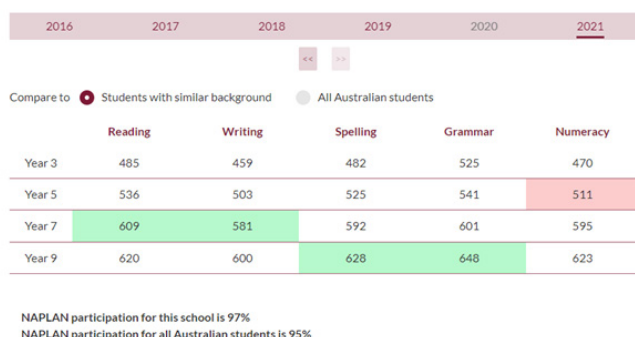 2016 2017 2018 2019 2020 2021
<< >>
Compare to Students with similar background All Australian students
Reading Writing Spelling Grammar Numeracy
Year 3 485 459 482 525 470
Year 5 536 503 525 541 511
Year 7 609 581 592 601 595
Year 9 620 600 628 648 623
NAPLAN participation for this school is 97%
NAPLAN participation for all Australian students is 95%